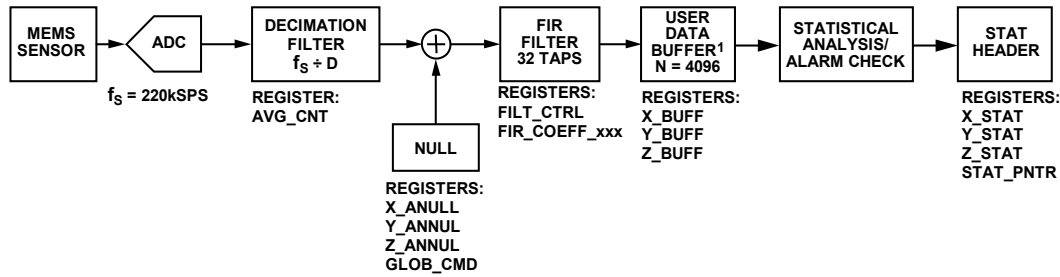 MEMS
SENSOR
ADC
fS = 220kSPS
DECIMATION
FILTER
fS ÷ D
REGISTER:
AVG_CNT
NULL
REGISTERS:
X_ANULL
Y_ANNUL
Z_ANNUL
GLOB_CMD
FIR
FILTER
32 TAPS
REGISTERS:
FILT_CTRL
FIR_COEFF_xxx
USER
DATA
BUFFER1
N = 4096
REGISTERS:
X_BUFF
Y_BUFF
Z_BUFF
STATISTICAL
ANALYSIS/
ALARM CHECK
STAT
HEADER
REGISTERS:
X_STAT
Y_STAT
Z_STAT
STAT_PNTR